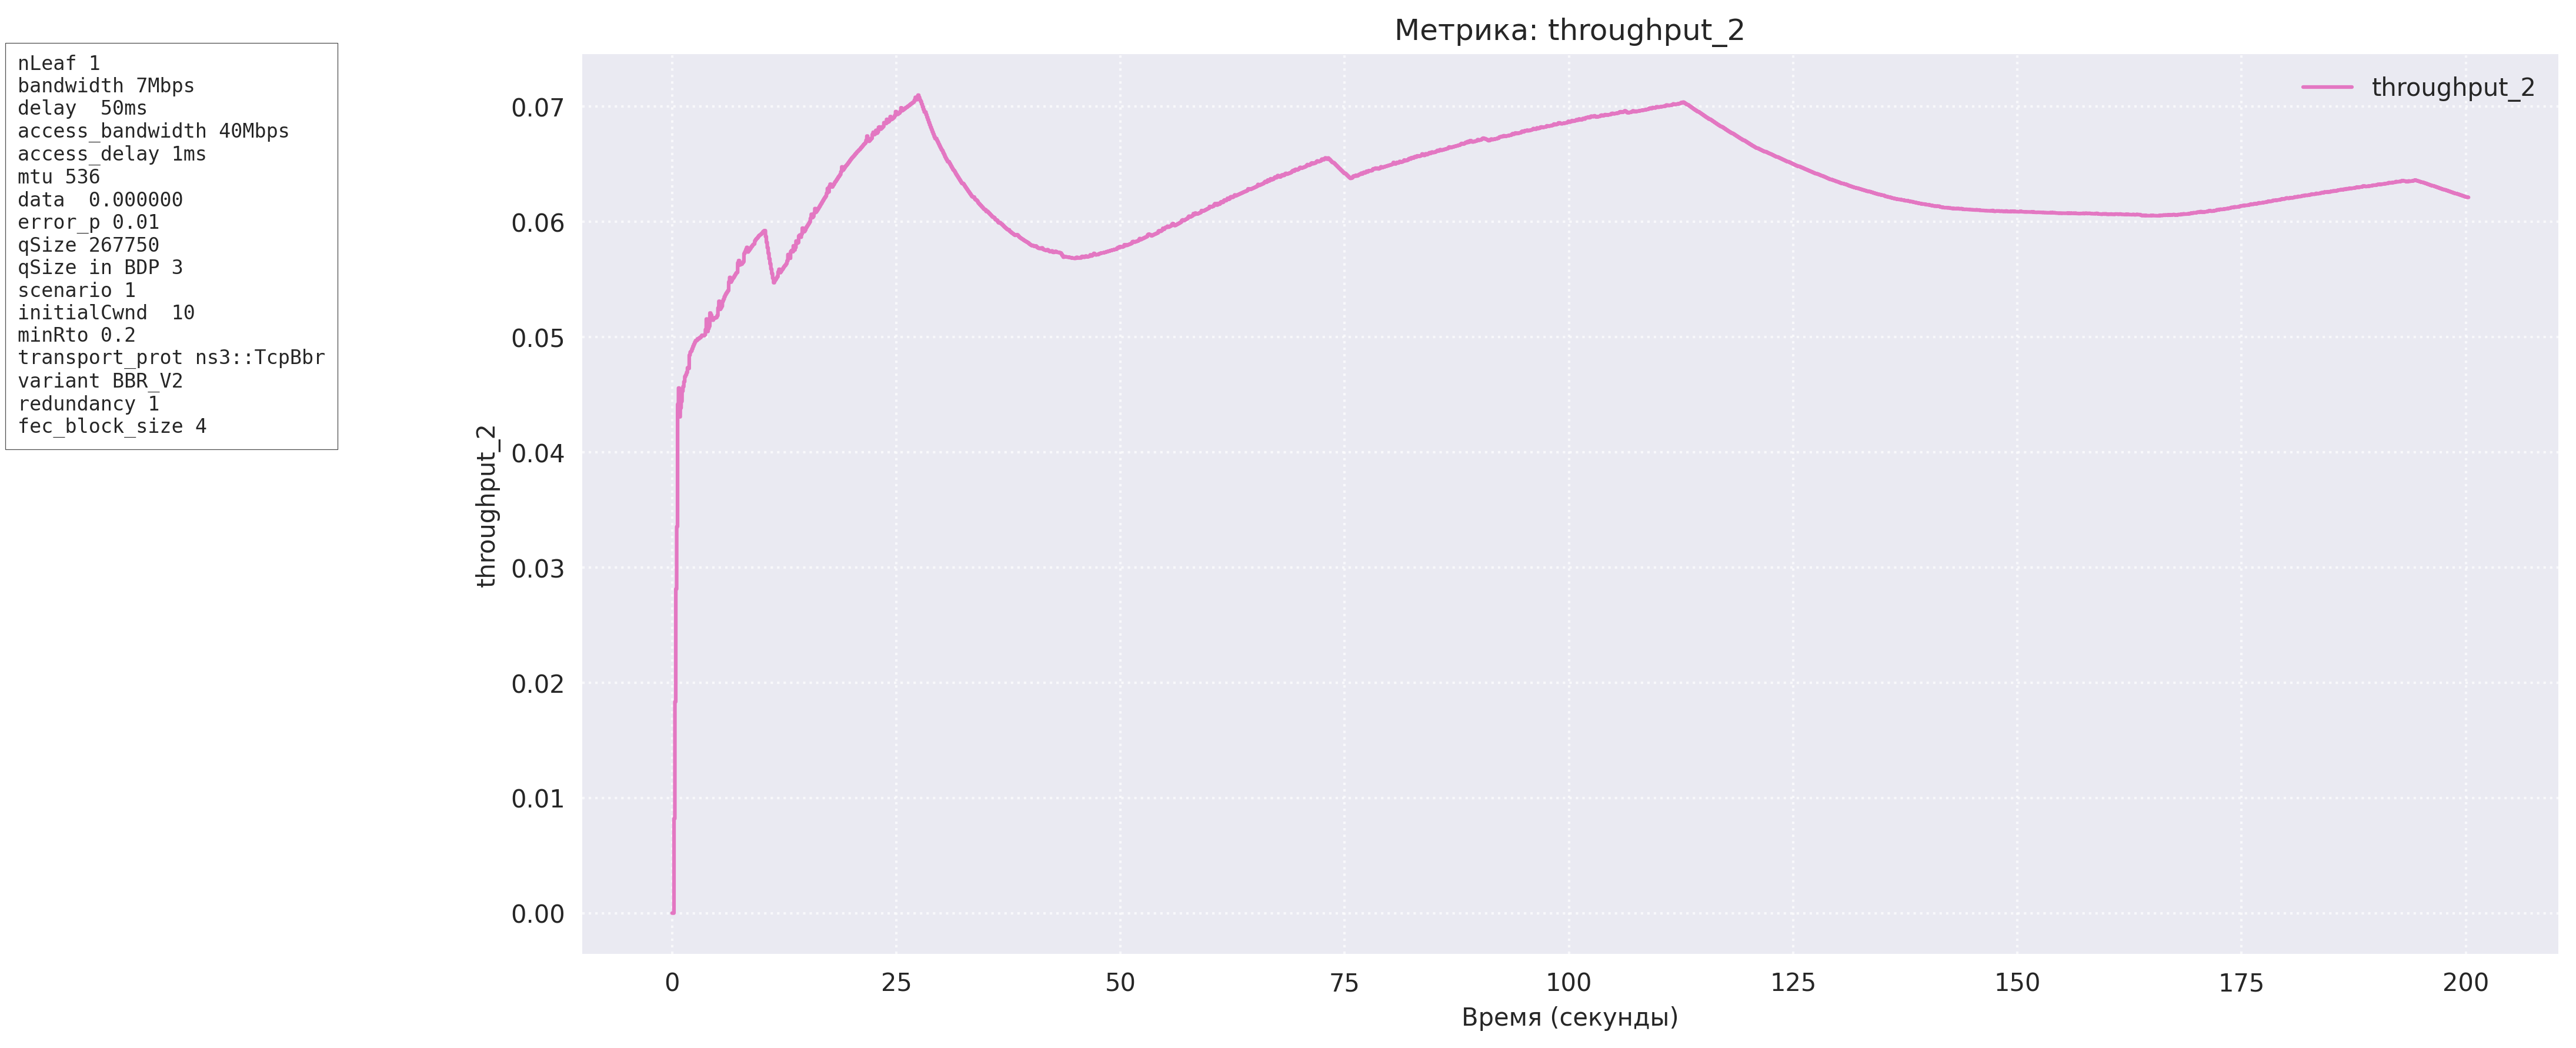 Метрика: throughput_2
nLeaf 1
bandwidth 7Mbps
delay  50ms
access_bandwidth 40Mbps
access_delay 1ms
mtu 536
data  0.000000
error_p 0.01
qSize 267750
qSize in BDP 3
scenario 1
initialCwnd  10
minRto 0.2
transport_prot ns3::TcpBbr
variant BBR_V2
redundancy 1
fec_block_size 4
throughput_2
throughput_2
0.07
0.06
0.05
0.04
0.03
0.02
0.01
0.00
0 25 50 75 100 125 150 175 200
Время (секунды)